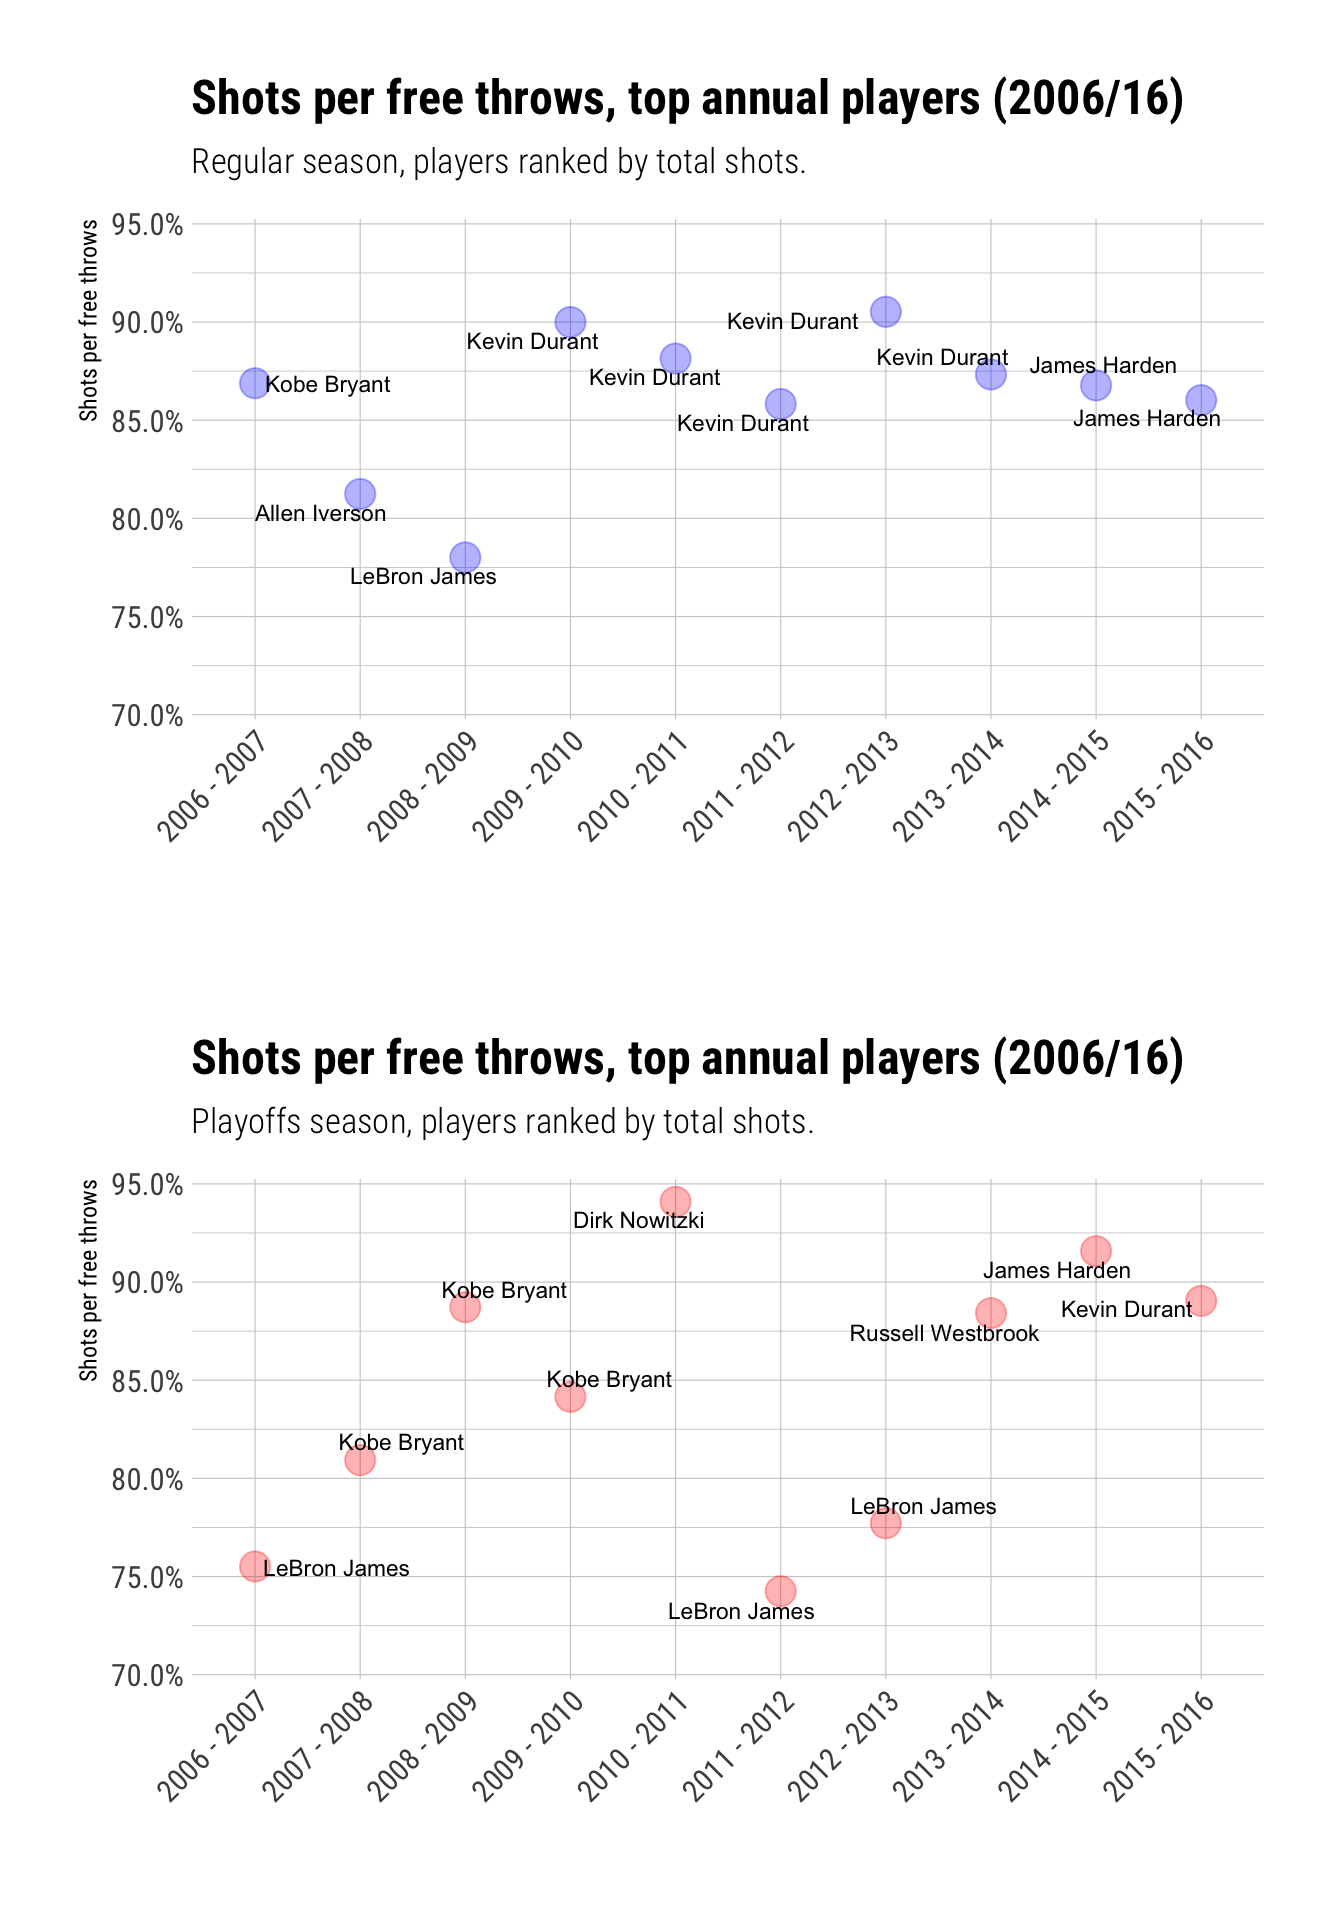 Shots per free throws, top annual players (2006/16)
Regular season, players ranked by total shots.
Shots per free throws
95.0%
90.0%
85.0%
80.0%
75.0%
70.0%
Kobe Bryant
Allen Iverson
LeBron James
Kevin Durant
Kevin Durant
Kevin Durant
Kevin Durant
Kevin Durant
James Harden
James Harden
2006 - 2007
2007 - 2008
2008 - 2009
2009 - 2010
2010 - 2011
2011 - 2012
2012 - 2013
2013 - 2014
2014 - 2015
2015 - 2016
Shots per free throws, top annual players (2006/16)
Playoffs season, players ranked by total shots.
Shots per free throws
95.0%
90.0%
85.0%
80.0%
75.0%
70.0%
LeBron James
Kobe Bryant
Kobe Bryant
Kobe Bryant
Dirk Nowitzki
LeBron James
LeBron James
Russell Westbrook
James Harden
Kevin Durant
2006 - 2007
2007 - 2008
2008 - 2009
2009 - 2010
2010 - 2011
2011 - 2012
2012 - 2013
2013 - 2014
2014 - 2015
2015 - 2016